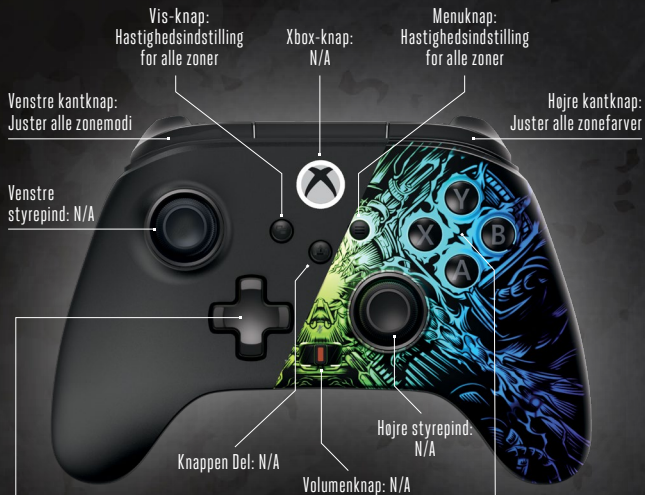 Vis-knap:
Hastighedsindstilling
for alle zoner
Xbox-knap:
N/A
Menuknap:
Hastighedsindstilling
for alle zoner
Venstre kantknap:
Juster alle zonemodi
Højre kantknap:
Juster alle zonefarver
Venstre
styrepind: N/A
Y
X
B
A
Højre styrepind:
N/A
Knappen Del: N/A
Volumenknap: N/A